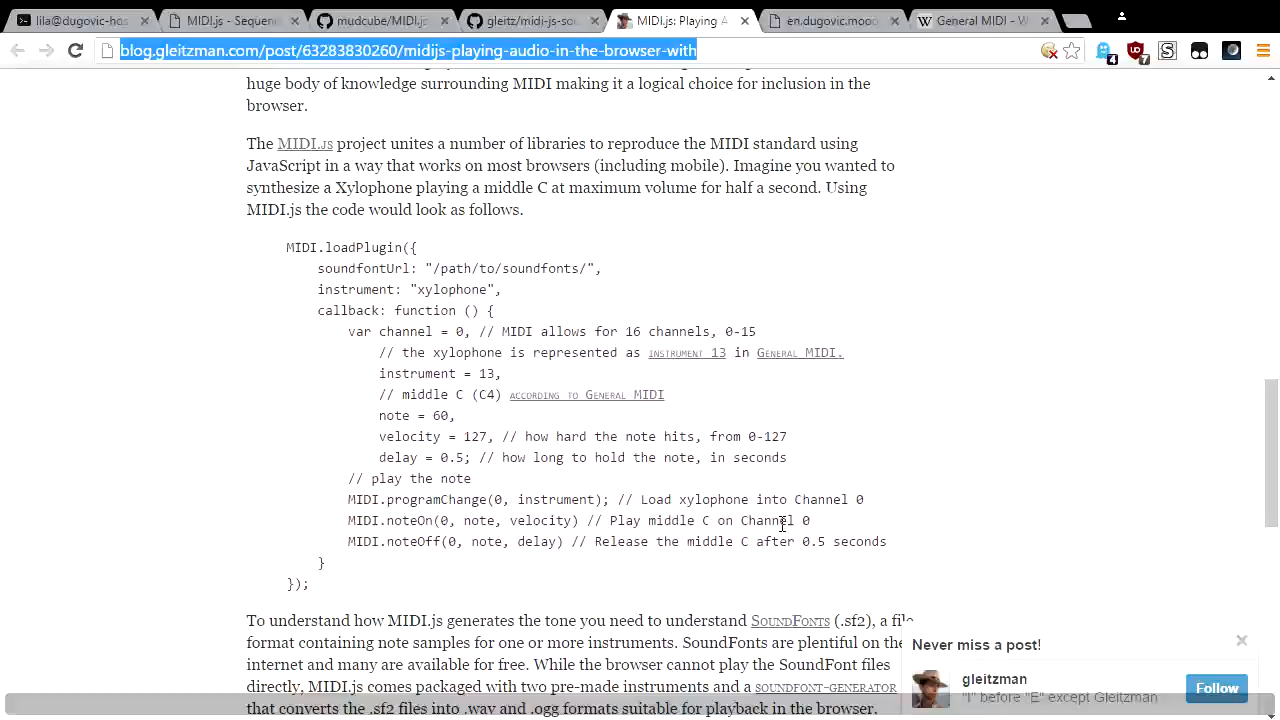 lila@dugovic-hos
MIDI.js - Sequen
mudcube/MIDI.js
gleitz/midi-js-sou
MIDI.js: Playing A
en.dugovic.mooo
General MIDI - W
blog.gleitzman.com/post/63283830260/midijs-playing-audio-in-the-browser-with
4
7
huge body of knowledge surrounding MIDI making it a logical choice for inclusion in the
browser.
The MIDI.js project unites a number of libraries to reproduce the MIDI standard using
JavaScript in a way that works on most browsers (including mobile). Imagine you wanted to
synthesize a Xylophone playing a middle C at maximum volume for half a second. Using
MIDI.js the code would look as follows.
MIDI.loadPlugin({
soundfontUrl: "/path/to/soundfonts/",
instrument: "xylophone",
callback: function () {
var channel = 0, // MIDI allows for 16 channels, 0-15
// the xylophone is represented as instrument 13 in General MIDI.
instrument = 13,
// middle C (C4) according to General MIDI
note = 60,
velocity = 127, // how hard the note hits, from 0-127
delay = 0.5; // how long to hold the note, in seconds
// play the note
MIDI.programChange(0, instrument); // Load xylophone into Channel 0
MIDI.noteOn(0, note, velocity) // Play middle C on Channel 0
MIDI.noteOff(0, note, delay) // Release the middle C after 0.5 seconds
}
});
To understand how MIDI.js generates the tone you need to understand SoundFonts (.sf2), a file
format containing note samples for one or more instruments. SoundFonts are plentiful on the
internet and many are available for free. While the browser cannot play the SoundFont files
directly, MIDI.js comes packaged with two pre-made instruments and a soundfont-generator
that converts the .sf2 files into .wav and .ogg formats suitable for playback in the browser.
Never miss a post!
gleitzman
"I" before "E" except Gleitzman
Follow